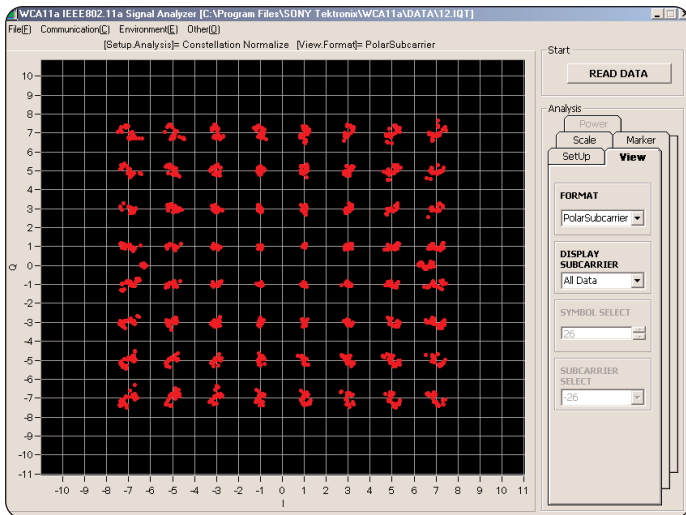 WCA11a IEEE802.11a Signal Analyzer [C:\Program Files\SONY Tektronix\WCA11a\DATA\12.IQT]
File(F) Communication(C) Environment(E) Other(O)
[Setup.Analysis]= Constellation Normalize [View.Format]= PolarSubcarrier
10
9
8
7
6
5
4
3
2
1
Q 0
-1
-2
-3
-4
-5
-6
-7
-8
-9
-10
-11
-10 -9 -8 -7 -6 -5 -4 -3 -2 -1 0 1 2 3 4 5 6 7 8 9 10 11
I
Start
READ DATA
Analysis
Power
Scale Marker
SetUp View
FORMAT
PolarSubcarrier
DISPLAY
SUBCARRIER
All Data
SYMBOL SELECT
26
SUBCARRIER
SELECT
-26